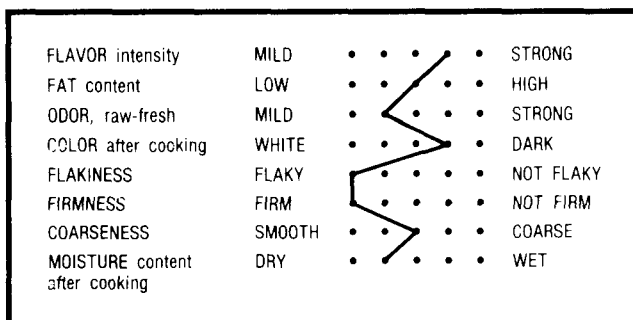 FLAVOR intensity MILD STRONG
FAT content LOW HIGH
ODOR, raw-fresh MILD STRONG
COLOR after cooking WHITE DARK
FLAKINESS FLAKY NOT FLAKY
FIRMNESS FIRM NOT FIRM
COARSENESS SMOOTH COARSE
MOISTURE content DRY WET
after cooking